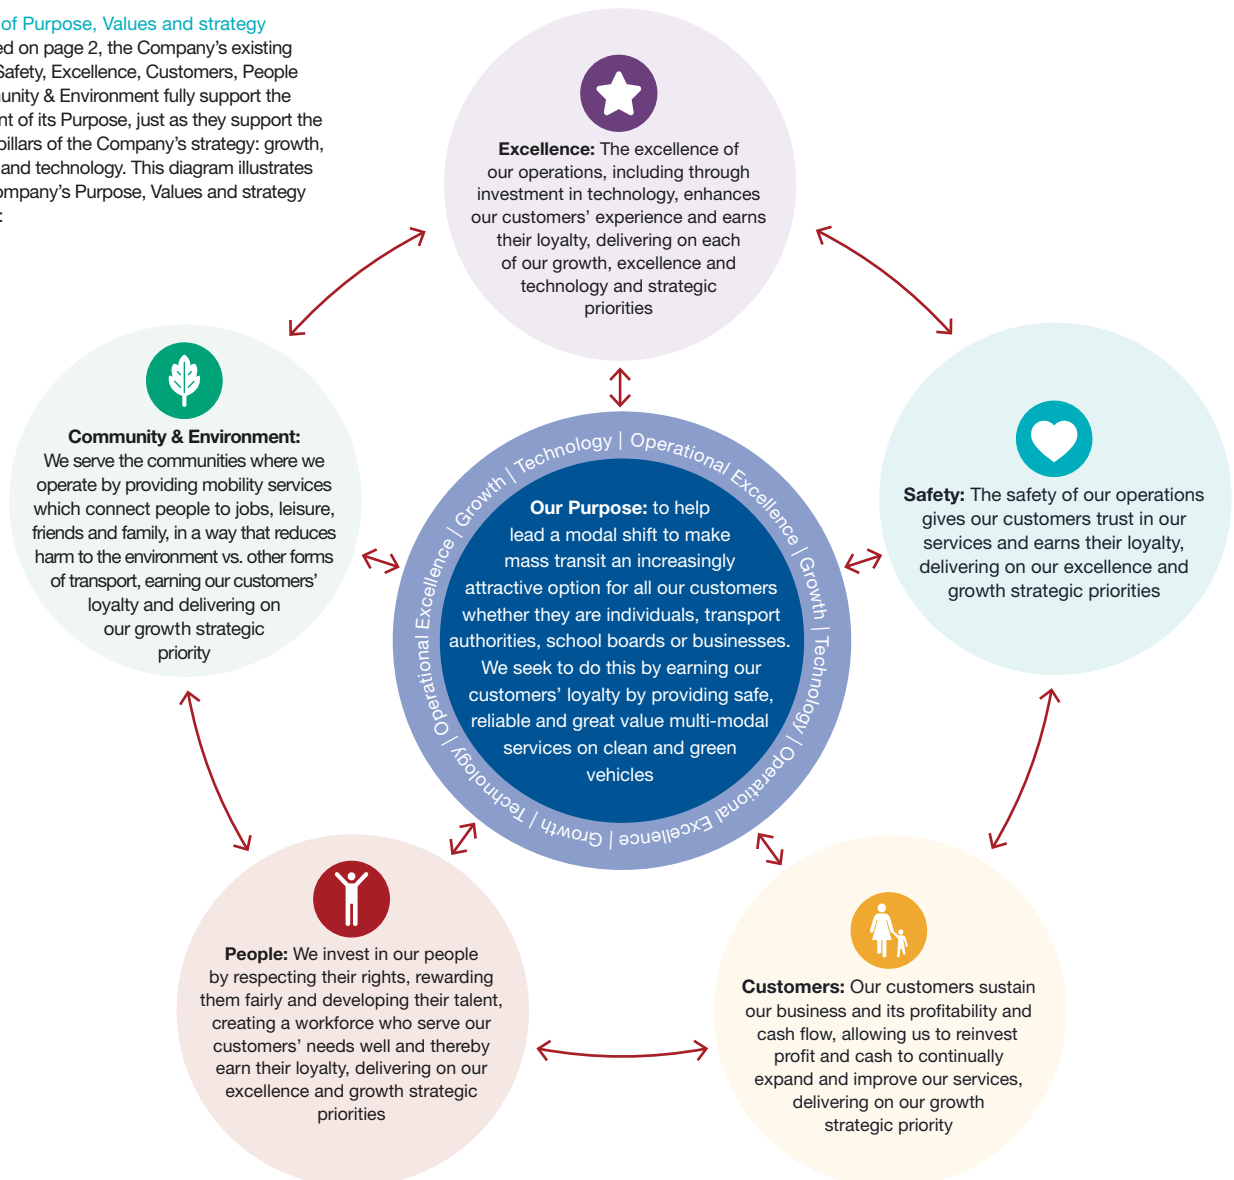 of Purpose, Values and strategy
ed on page 2, the Company's existing
Safety, Excellence, Customers, People
unity & Environment fully support the
nt of its Purpose, just as they support the
pillars of the Company's strategy: growth,
and technology. This diagram illustrates
ompany's Purpose, Values and strategy
:
Excellence: The excellence of
our operations, including through
investment in technology, enhances
our customers' experience and earns
their loyalty, delivering on each
of our growth, excellence and
technology and strategic
priorities
Community & Environment:
We serve the communities where we
operate by providing mobility services
which connect people to jobs, leisure,
friends and family, in a way that reduces
harm to the environment vs. other forms
of transport, earning our customers'
loyalty and delivering on
our growth strategic
priority
Safety: The safety of our operations
gives our customers trust in our
services and earns their loyalty,
delivering on our excellence and
growth strategic priorities
Operational Excellence | Growth | Technology | Operational Excellence | Growth | Technology | Operational Excellence | Growth | Technology |
Our Purpose: to help
lead a modal shift to make
mass transit an increasingly
attractive option for all our customers
whether they are individuals, transport
authorities, school boards or businesses.
We seek to do this by earning our
customers' loyalty by providing safe,
reliable and great value multi-modal
services on clean and green
vehicles
People: We invest in our people
by respecting their rights, rewarding
them fairly and developing their talent,
creating a workforce who serve our
customers' needs well and thereby
earn their loyalty, delivering on our
excellence and growth strategic
priorities
Customers: Our customers sustain
our business and its profitability and
cash flow, allowing us to reinvest
profit and cash to continually
expand and improve our services,
delivering on our growth
strategic priority